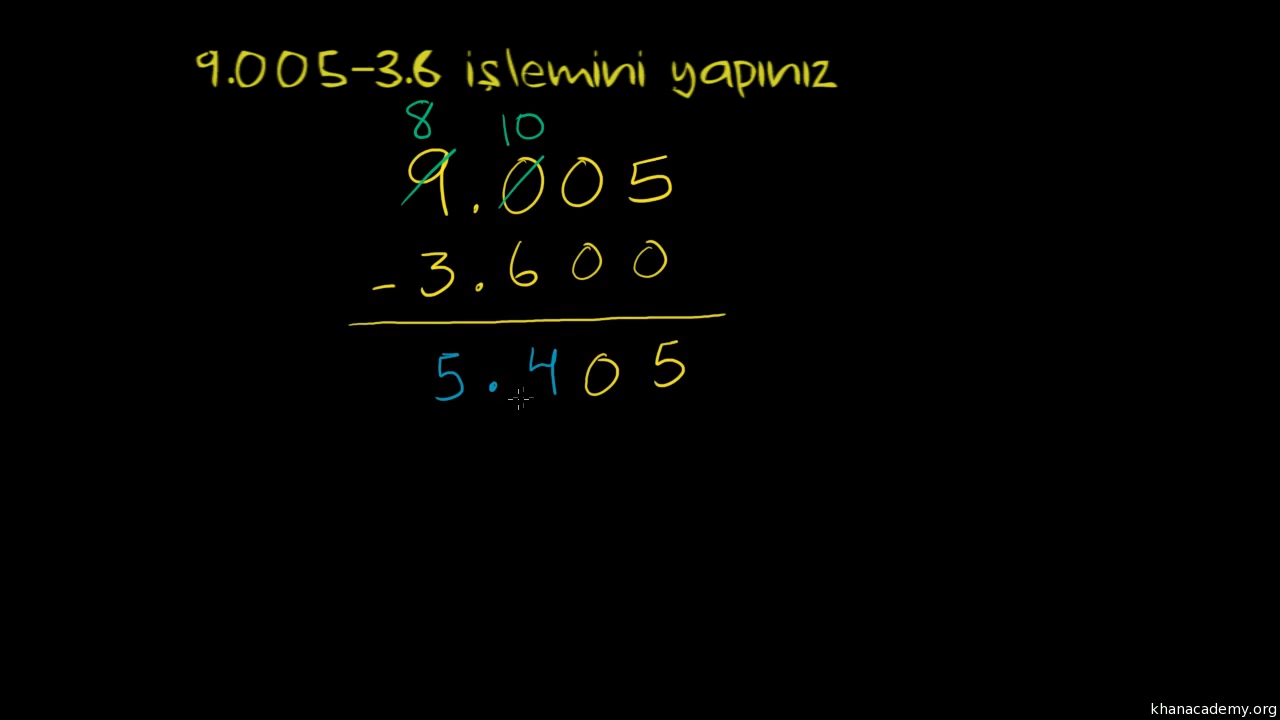 9.005-3.6 işlemini yapınız
8 10
9.005
- 3.600
5.405
khanacademy.org